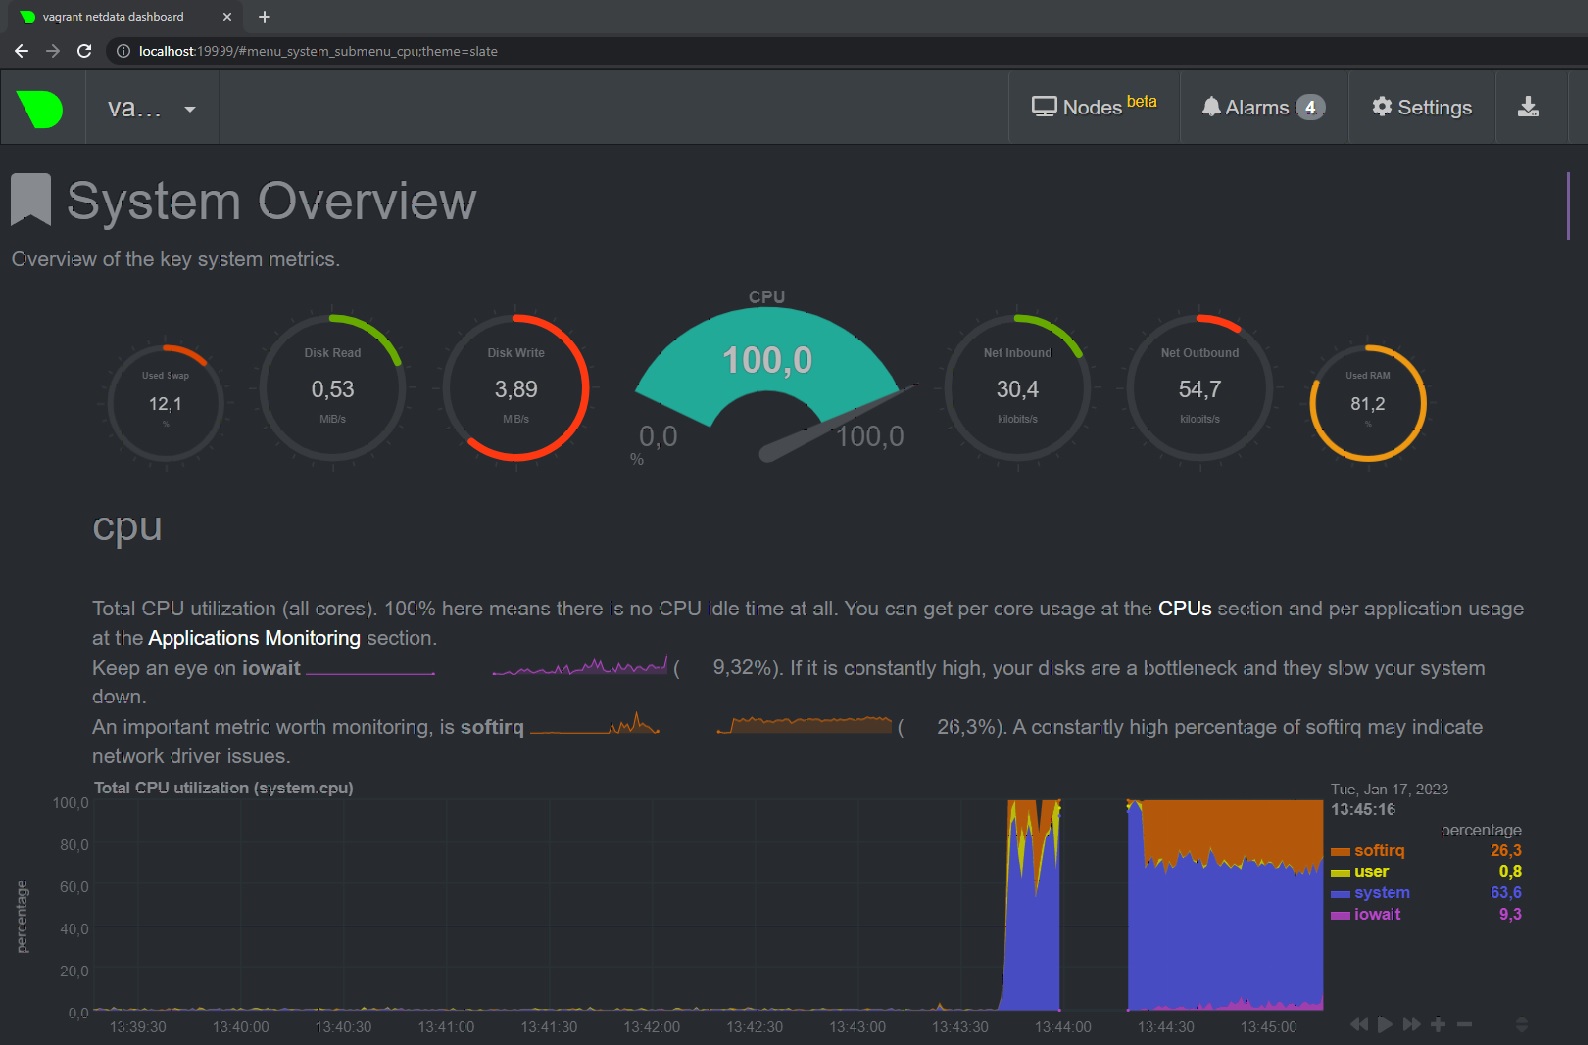 vagrant netdata dashboard
localhost:19999/#menu_system_submenu_cpu;theme=slate
va...
Nodes beta
Alarms 4
Settings
System Overview
Overview of the key system metrics.
Used Swap
12,1
%
Disk Read
0,53
MiB/s
Disk Write
3,89
MiB/s
CPU
100,0
0,0
100,0
%
Net Inbound
30,4
kilobits/s
Net Outbound
54,7
kilobits/s
Used RAM
81,2
%
cpu
Total CPU utilization (all cores). 100% here means there is no CPU idle time at all. You can get per core usage at the CPUs section and per application usage
at the Applications Monitoring section.
Keep an eye on iowait ( 9,32%). If it is constantly high, your disks are a bottleneck and they slow your system
down.
An important metric worth monitoring, is softirq ( 26,3%). A constantly high percentage of softirq may indicate
network driver issues.
Total CPU utilization (system.cpu)
Tue, Jan 17, 2023
13:45:16
percentage
softirq 26,3
user 0,8
system 63,6
iowait 9,3
percentage
100,0
80,0
60,0
40,0
20,0
0,0
13:39:30 13:40:00 13:40:30 13:41:00 13:41:30 13:42:00 13:42:30 13:43:00 13:43:30 13:44:00 13:44:30 13:45:00